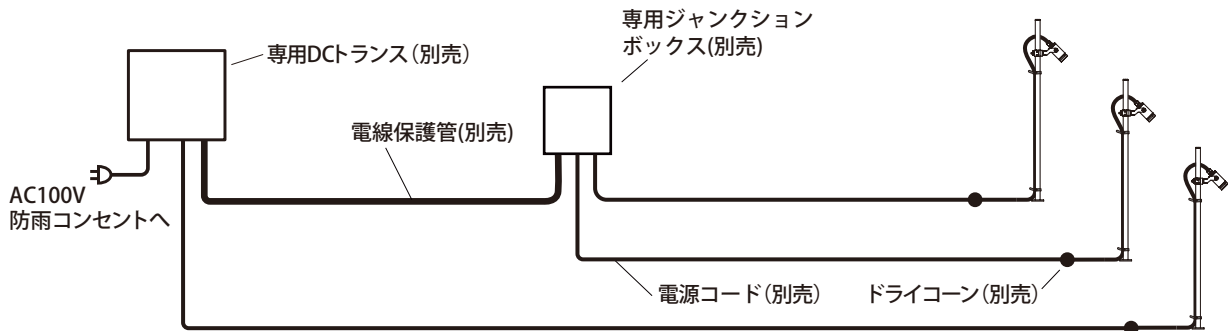 専用ジャンクション
ボックス(別売)
専用DCトランス（別売）
電線保護管(別売)
AC100V
防雨コンセントへ
電源コード（別売）
ドライコーン（別売）